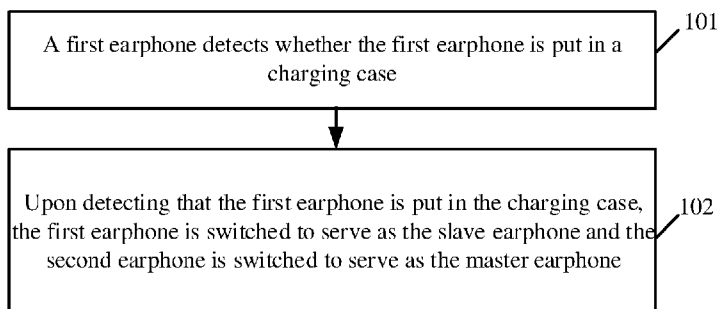 A first earphone detects whether the first earphone is put in a
charging case
101
Upon detecting that the first earphone is put in the charging case,
the first earphone is switched to serve as the slave earphone and the
second earphone is switched to serve as the master earphone
102